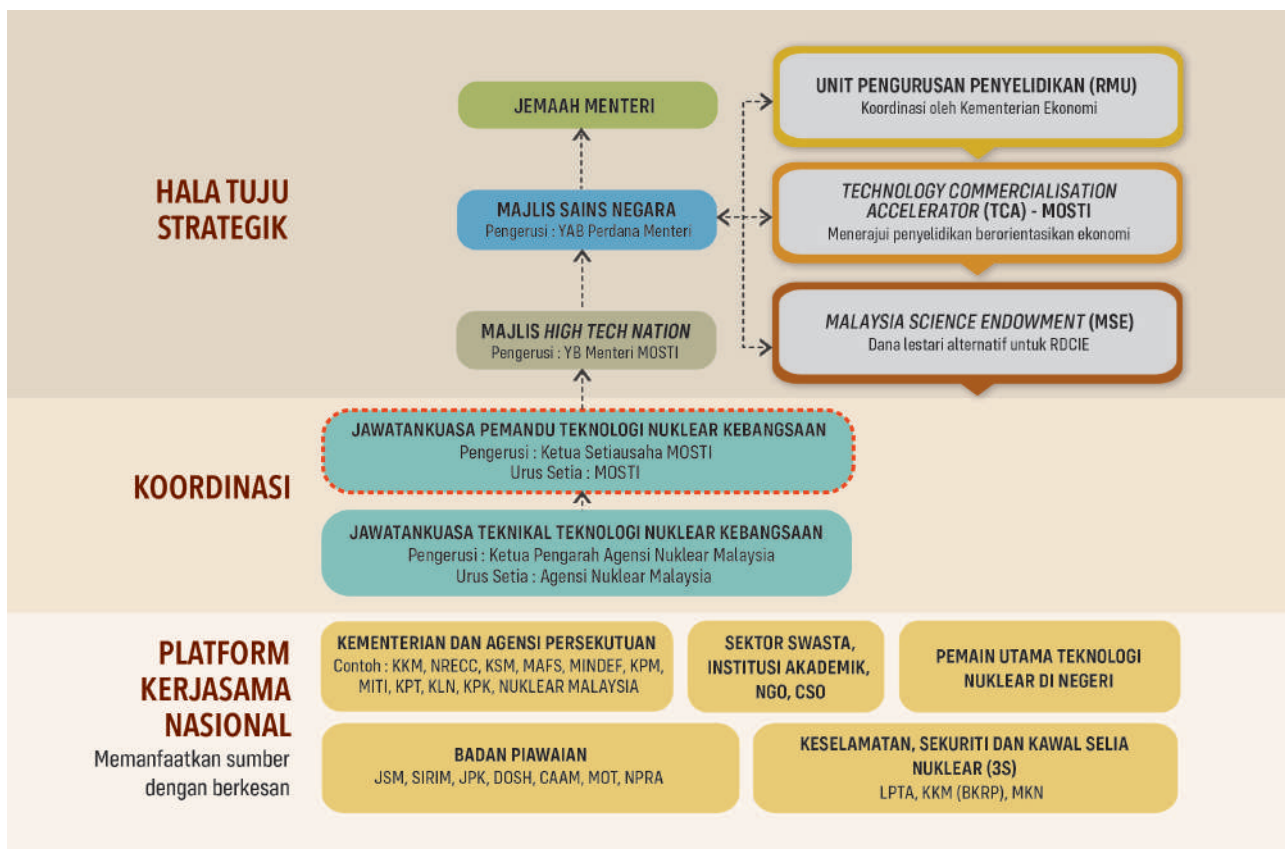 HALA TUJU
STRATEGIK
JEMAAH MENTERI
MAJLIS SAINS NEGARA
Pengerusi : YAB Perdana Menteri
MAJLIS HIGH TECH NATION
Pengerusi : YB Menteri MOSTI
UNIT PENGURUSAN PENYELIDIKAN (RMU)
Koordinasi oleh Kementerian Ekonomi
TECHNOLOGY COMMERCIALISATION
ACCELERATOR (TCA) - MOSTI
Menerajui penyelidikan berorientasikan ekonomi
MALAYSIA SCIENCE ENDOWMENT (MSE)
Dana lestari alternatif untuk RDCIE
KOORDINASI
JAWATANKUASA PEMANDU TEKNOLOGI NUKLEAR KEBANGSAAN
Pengerusi : Ketua Setiausaha MOSTI
Urus Setia : MOSTI
JAWATANKUASA TEKNIKAL TEKNOLOGI NUKLEAR KEBANGSAAN
Pengerusi : Ketua Pengarah Agensi Nuklear Malaysia
Urus Setia : Agensi Nuklear Malaysia
PLATFORM
KERJASAMA
NASIONAL
Memanfaatkan sumber
dengan berkesan
KEMENTERIAN DAN AGENSI PERSEKUTUAN
Contoh : KKM, NRECC, KSM, MAFS, MINDEF, KPM,
MITI, KPT, KLN, KPK, NUKLEAR MALAYSIA
SEKTOR SWASTA,
INSTITUSI AKADEMIK,
NGO, CSO
PEMAIN UTAMA TEKNOLOGI
NUKLEAR DI NEGERI
BADAN PIAWAIAN
JSM, SIRIM, JPK, DOSH, CAAM, MOT, NPRA
KESELAMATAN, SEKURITI DAN KAWAL SELIA
NUKLEAR (3S)
LPTA, KKM (BKRP), MKN